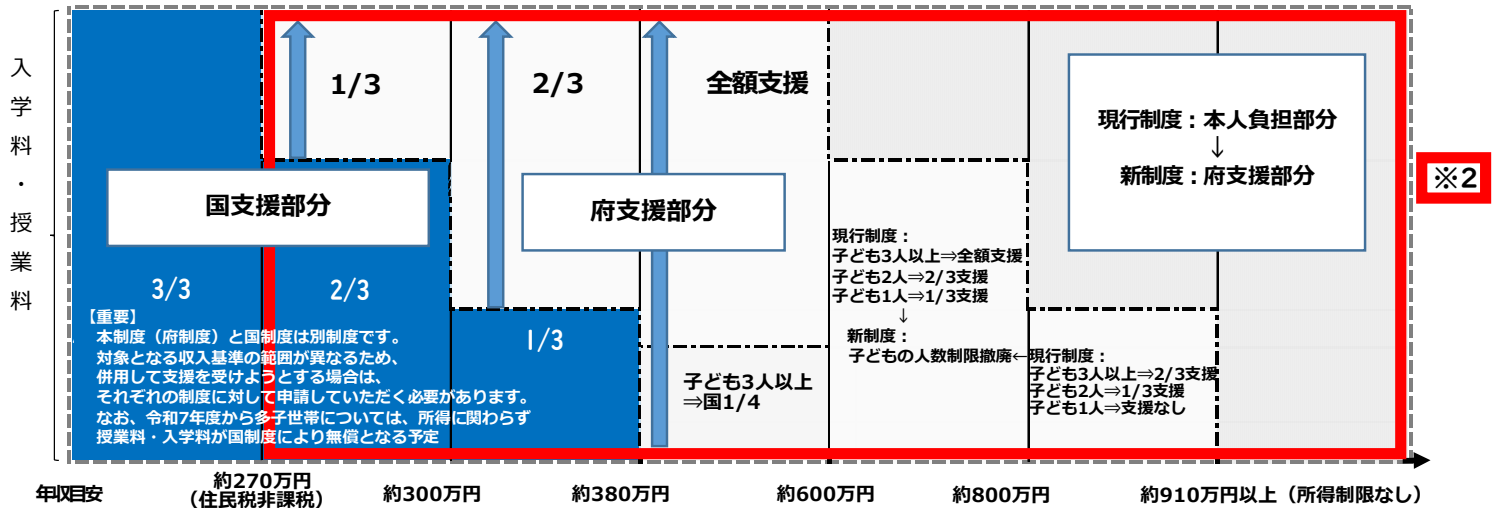 入学料・授業料
1/3
2/3
全額支援
現行制度：本人負担部分
↓
新制度：府支援部分
※2
国支援部分
府支援部分
3/3
2/3
1/3
【重要】
本制度（府制度）と国制度は別制度です。
対象となる収入基準の範囲が異なるため、
併用して支援を受けようとする場合は、
それぞれの制度に対して申請していただく必要があります。
なお、令和7年度から多子世帯については、所得に関わらず
授業料・入学料が国制度により無償となる予定
子ども3人以上
⇒国1/4
現行制度：
子ども3人以上⇒全額支援
子ども2人⇒2/3支援
子ども1人⇒1/3支援
↓
新制度：
子どもの人数制限撤廃←
現行制度：
子ども3人以上⇒2/3支援
子ども2人⇒1/3支援
子ども1人⇒支援なし
年収目安
約270万円
（住民税非課税）
約300万円
約380万円
約600万円
約800万円
約910万円以上（所得制限なし）